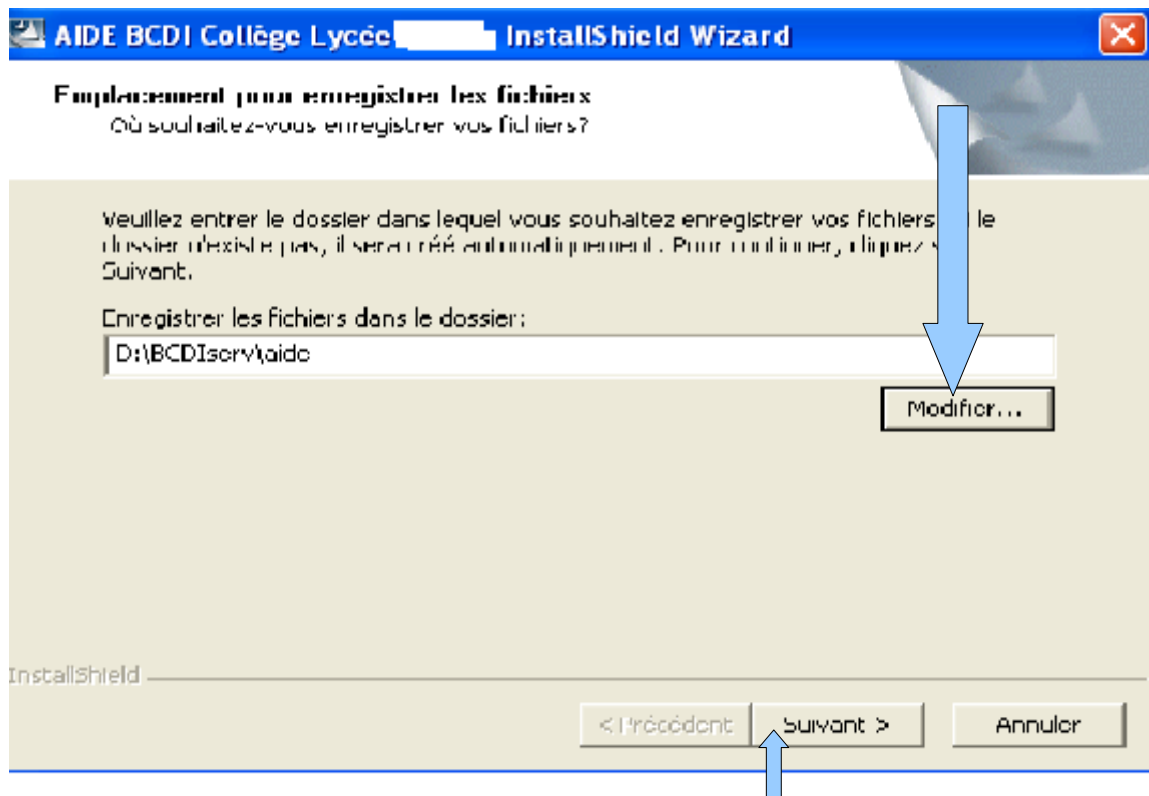 AIDE BCDI Collège Lycée InstallShield Wizard
Emplacement pour enregistrer les fichiers
Où souhaitez-vous enregistrer vos fichiers?
Veuillez entrer le dossier dans lequel vous souhaitez enregistrer vos fichiers le
dossier n'existe pas, il sera créé automatiquement. Pour continuer, cliquez s
Suivant.
Enregistrer les fichiers dans le dossier:
D:\BCDIserv\aide
Modifier...
InstallShield
< Précédent Suivant > Annuler